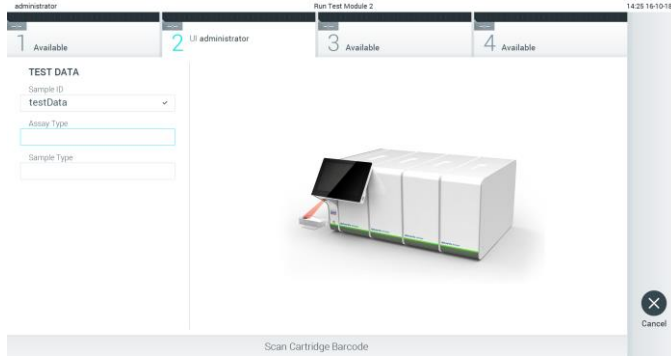 administrator
Run Test Module 2
14:25 16-10-16
--:--
1 Available
2 UI administrator
--:--
3 Available
--:--
4 Available
TEST DATA
Sample ID
testData
Assay Type
Sample Type
Cancel
Scan Cartridge Barcode